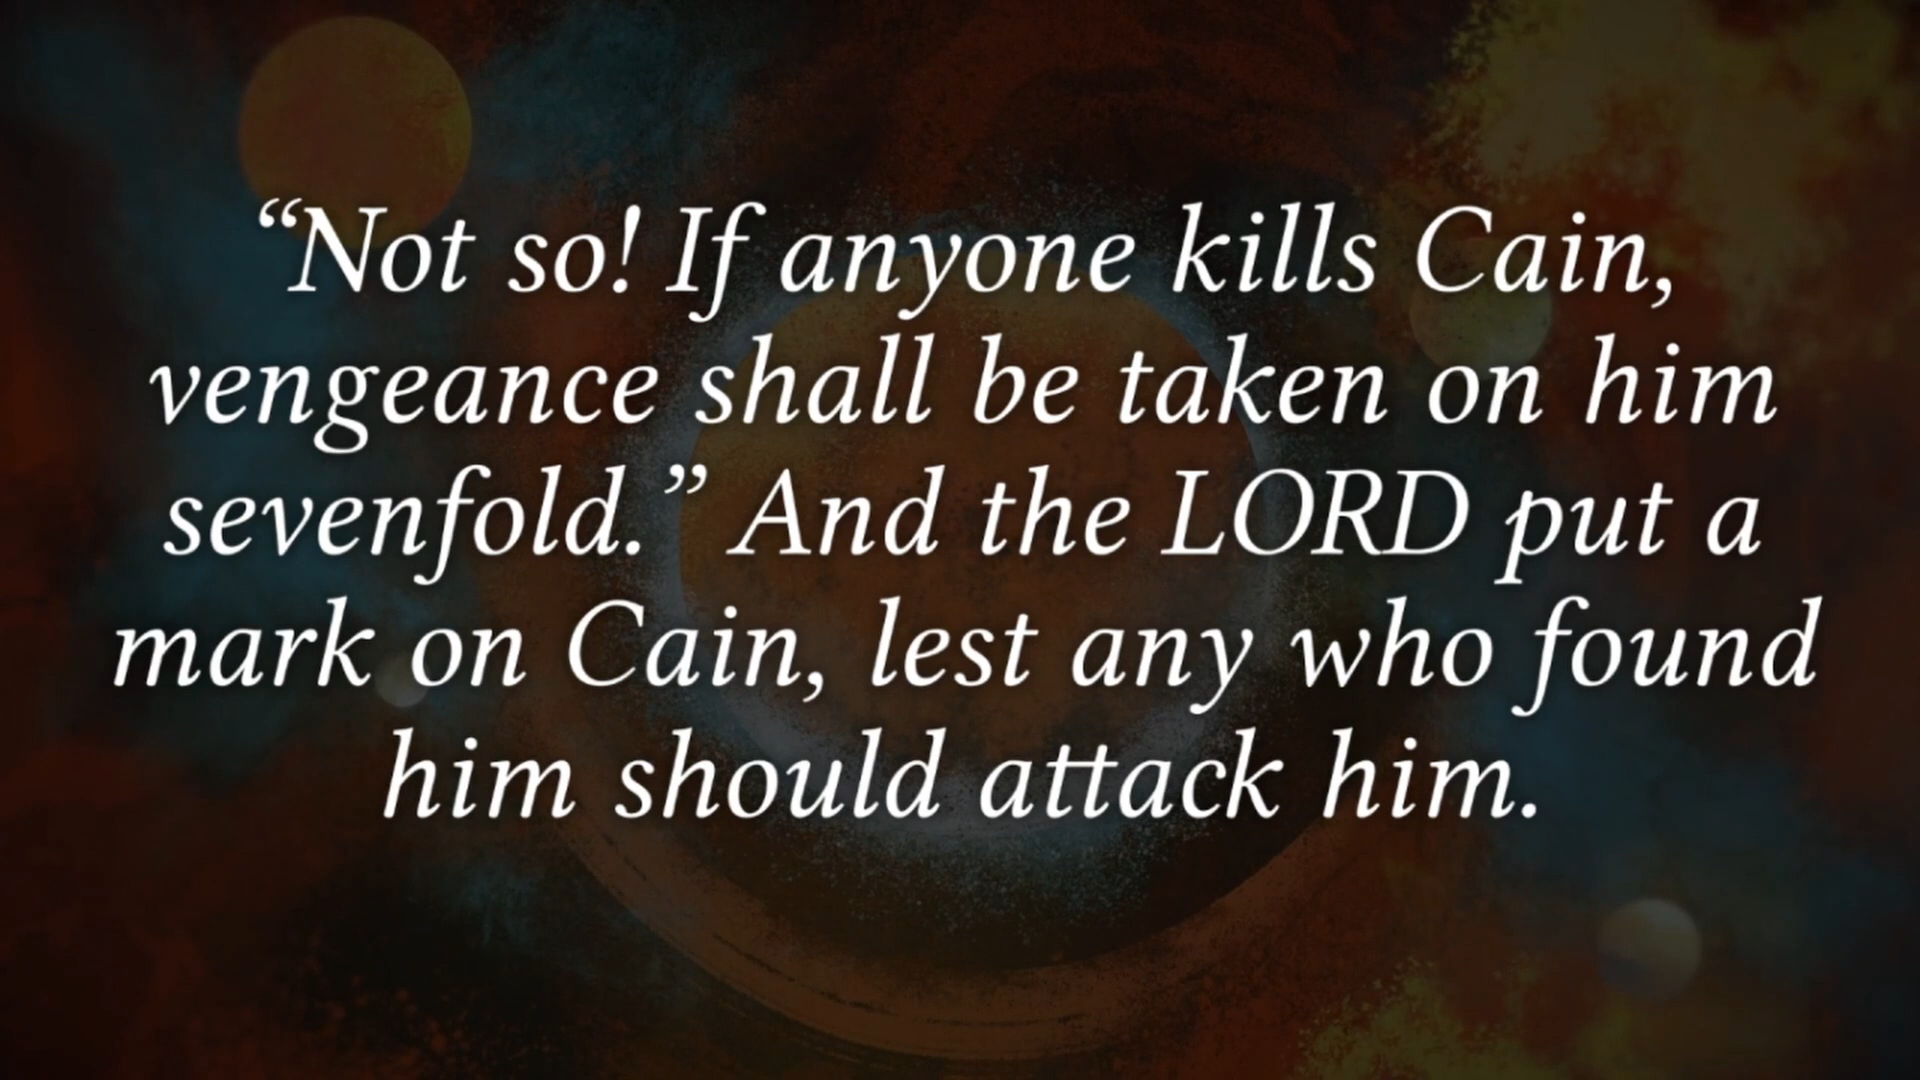 “Not so! If anyone kills Cain,
vengeance shall be taken on him
sevenfold.” And the LORD put a
mark on Cain, lest any who found
him should attack him.